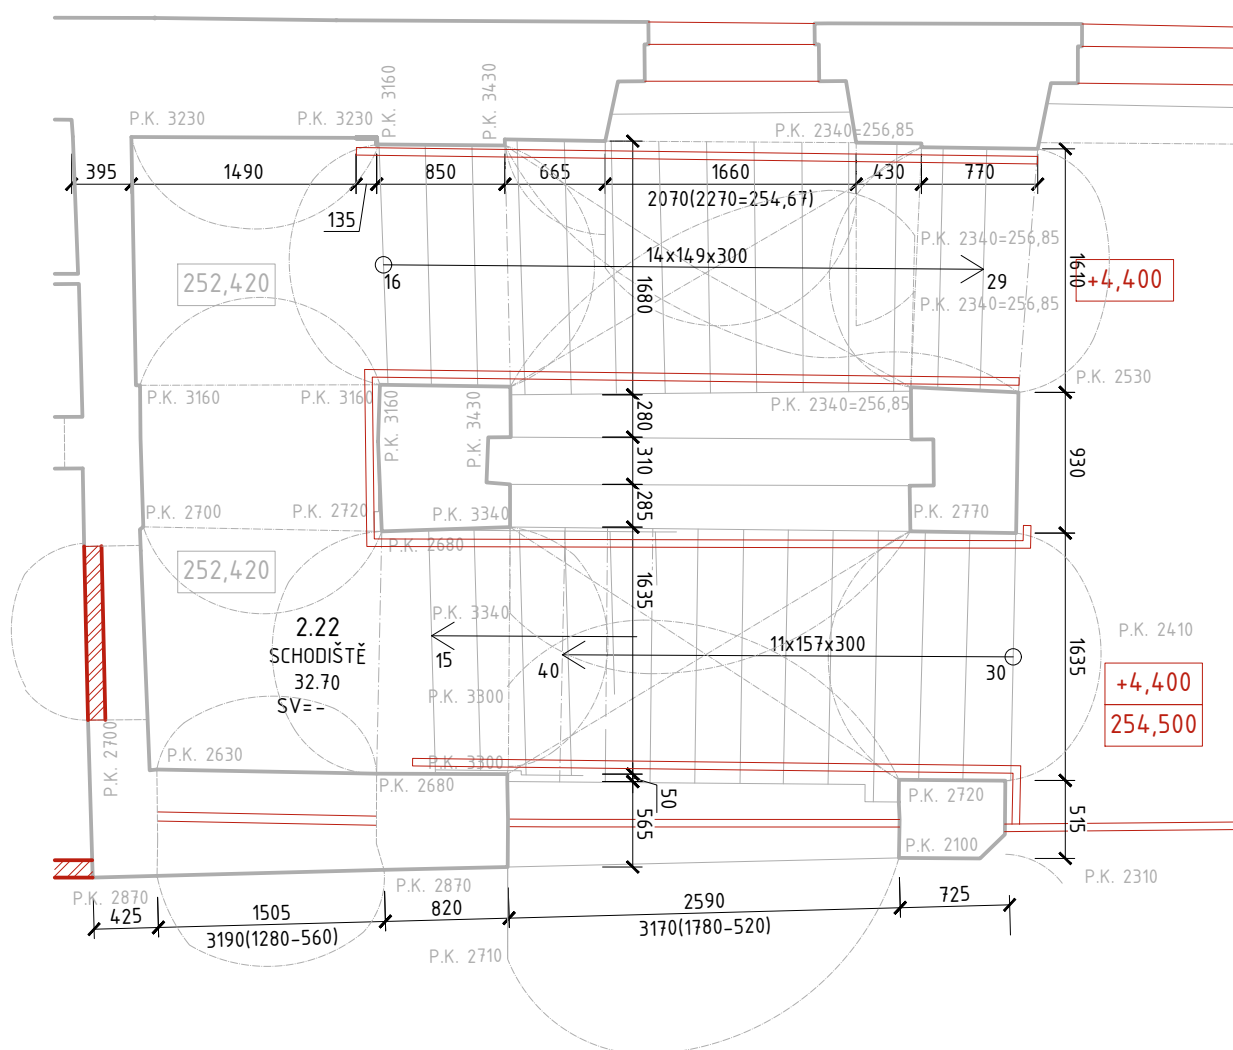 P.K. 3230
P.K. 3230
P.K. 3160
P.K. 3430
P.K. 2340=256,85
395
1490
850
665
1660
430
770
135
2070(2270=254,67)
P.K. 2340=256,85
252,420
16
14x149x300
29
1680
1610
+4,400
P.K. 2340=256,85
P.K. 2530
P.K. 3160
P.K. 3160
P.K. 3160
P.K. 3430
P.K. 2340=256,85
280
310
285
930
P.K. 2700
P.K. 2720
P.K. 3340
P.K. 2770
P.K. 2680
252,420
1635
P.K. 3340
2.22
SCHODIŠTĚ
32.70
SV=-
15
40
11x157x300
30
P.K. 2410
1635
+4,400
254,500
P.K. 3300
P.K. 2700
P.K. 2630
P.K. 3300
P.K. 2680
50
565
P.K. 2720
515
P.K. 2100
P.K. 2870
P.K. 2870
P.K. 2310
425
1505
820
2590
725
3190(1280-560)
3170(1780-520)
P.K. 2710